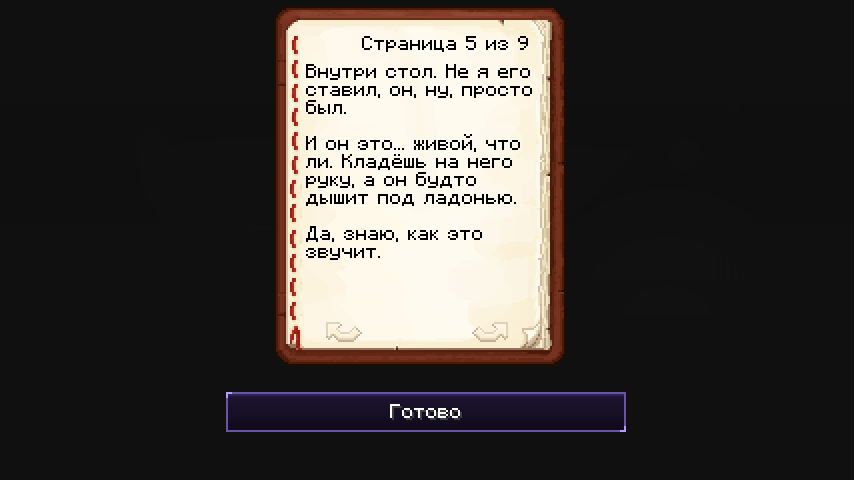 Страница 5 из 9
Внутри стол. Не я его
ставил, он, ну, просто
был.
И он это... живой, что
ли. Кладёшь на него
руку, а он будто
дышит под ладонью.
Да, знаю, как это
звучит.
Готово